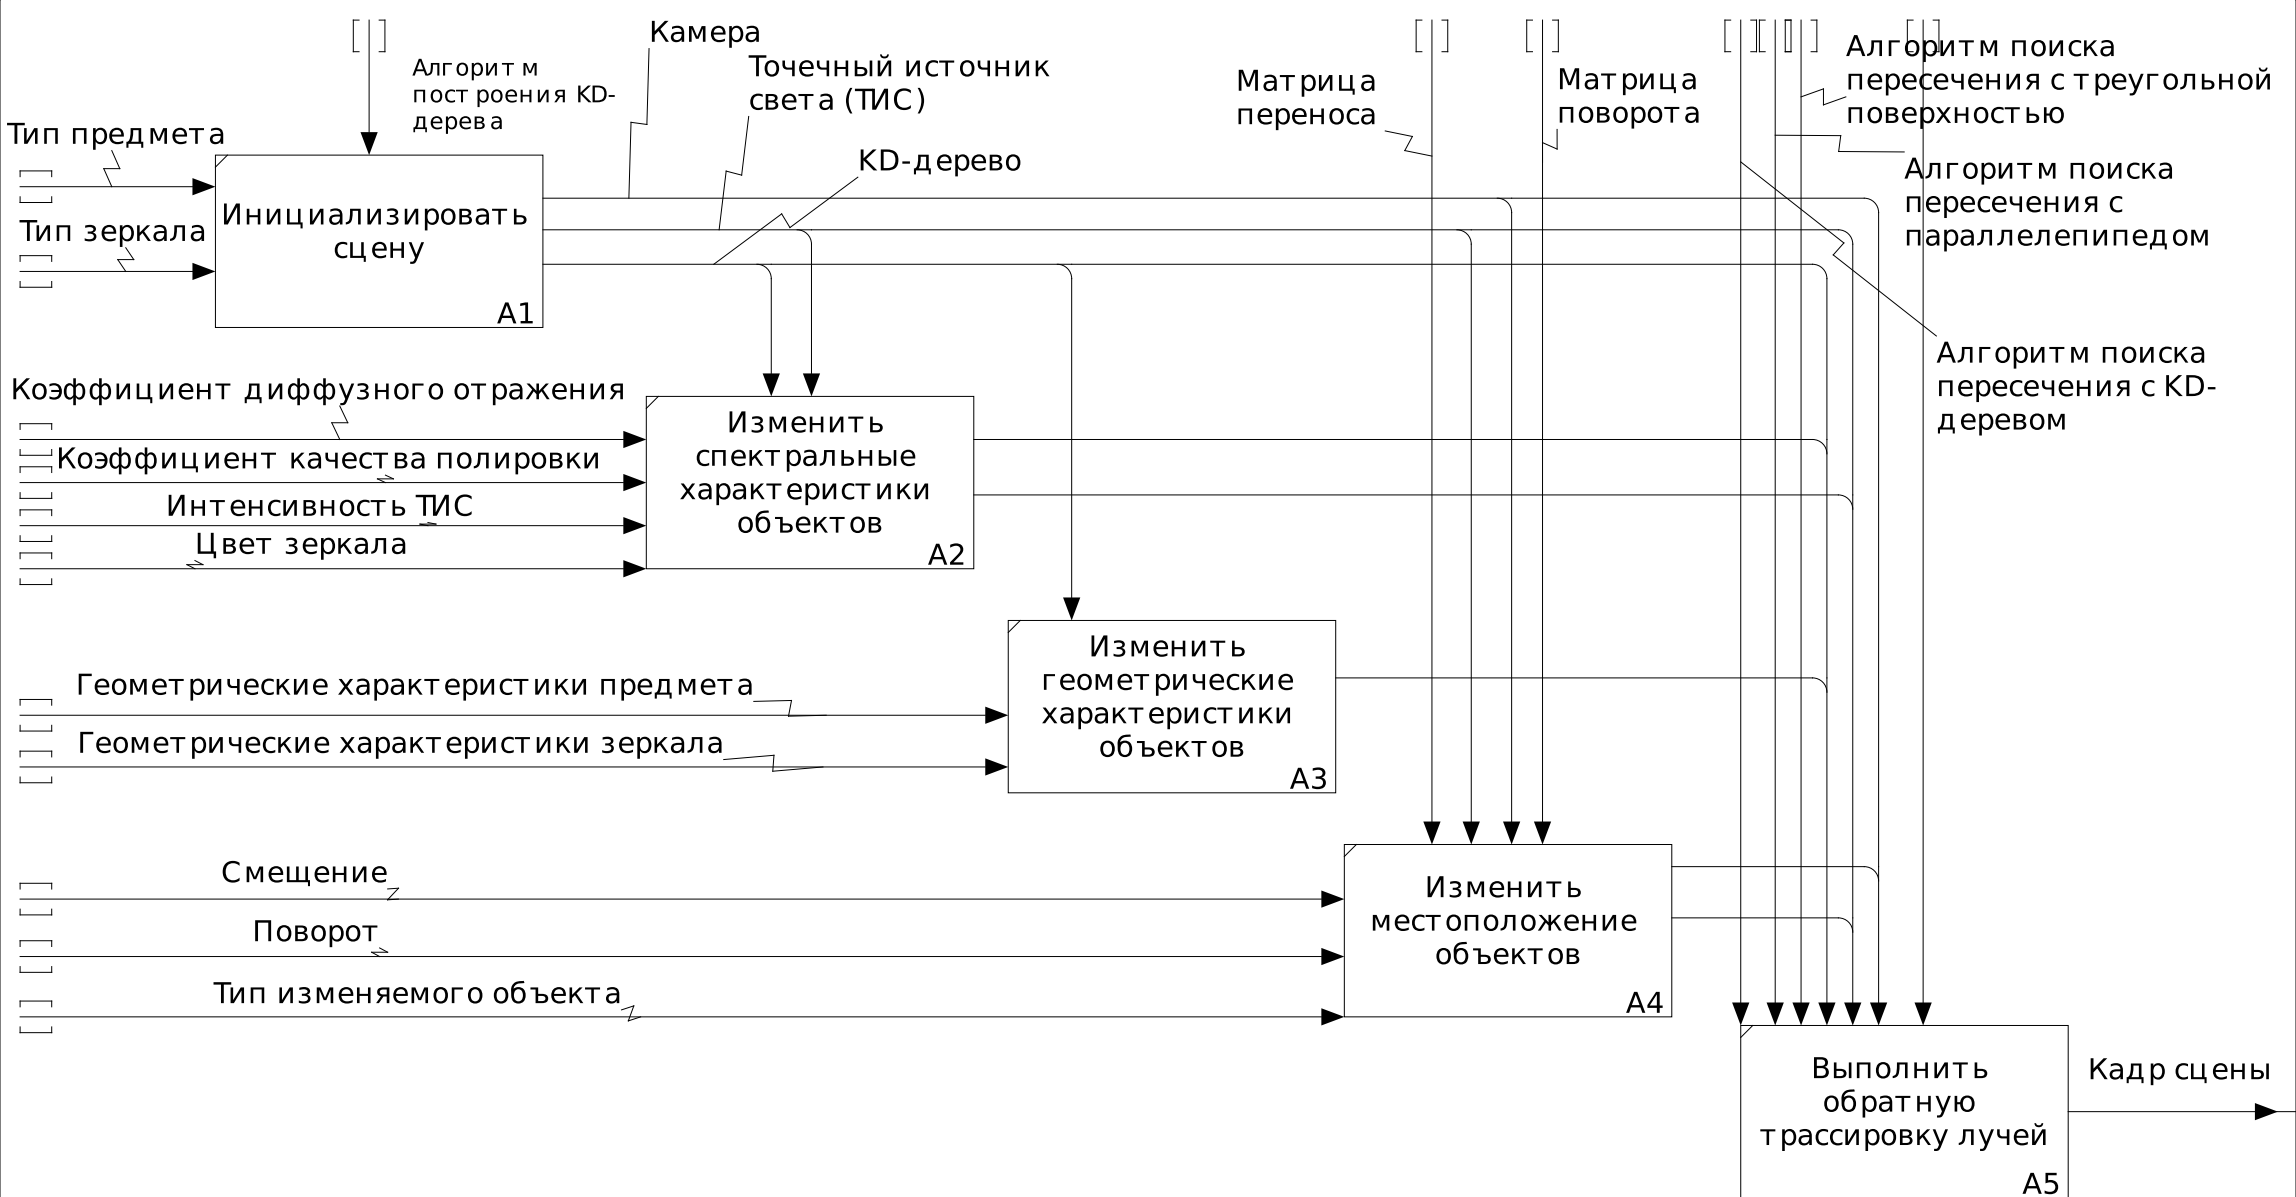 Камера
Алгоритм
построения KD-
дерева
Точечный источник
света (ТИС)
Матрица
переноса
Матрица
поворота
Алгоритм поиска
пересечения с треугольной
поверхностью
Тип предмета
KD-дерево
Алгоритм поиска
пересечения с
параллелепипедом
Инициализировать
сцену
A1
Тип зеркала
Алгоритм поиска
пересечения с KD-
деревом
Коэффициент диффузного отражения
Коэффициент качества полировки
Интенсивность ТИС
Цвет зеркала
Изменить
спектральные
характеристики
объектов
A2
Изменить
геометрические
характеристики
объектов
A3
Геометрические характеристики предмета
Геометрические характеристики зеркала
Смещение
Поворот
Тип изменяемого объекта
Изменить
местоположение
объектов
A4
Выполнить
обратную
трассировку лучей
A5
Кадр сцены